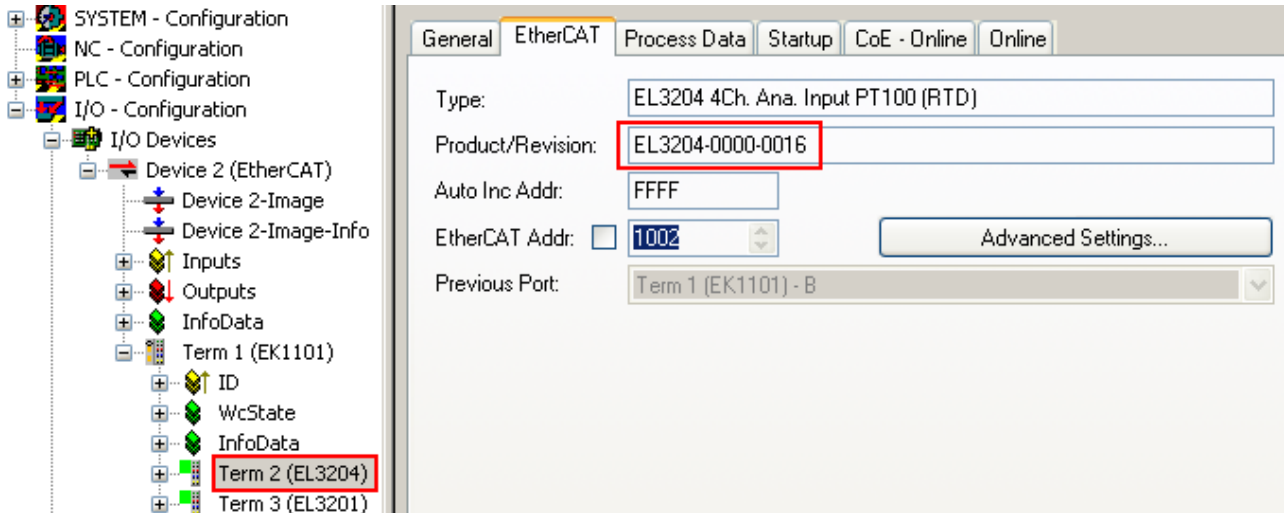 SYSTEM - Configuration
NC - Configuration
PLC - Configuration
I/O - Configuration
I/O Devices
Device 2 (EtherCAT)
Device 2-Image
Device 2-Image-Info
Inputs
Outputs
InfoData
Term 1 (EK1101)
ID
WcState
InfoData
Term 2 (EL3204)
Term 3 (EL3201)
General EtherCAT Process Data Startup CoE - Online Online
Type: EL3204 4Ch. Ana. Input PT100 (RTD)
Product/Revision: EL3204-0000-0016
Auto Inc Addr: FFFF
EtherCAT Addr: 1002 Advanced Settings...
Previous Port: Term 1 (EK1101) - B